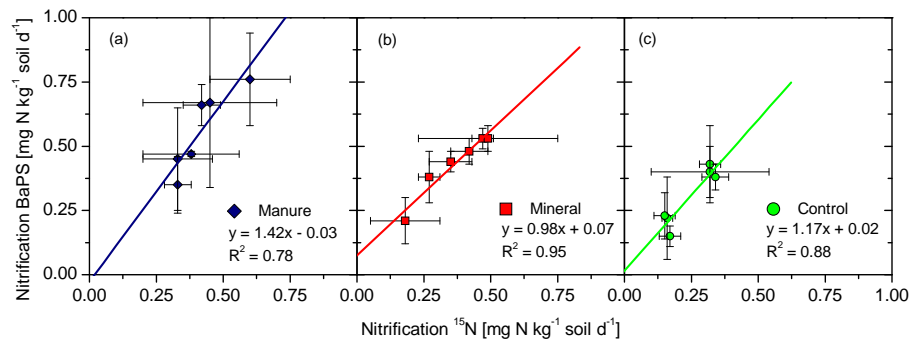 1.00
0.75
0.50
0.25
0.00
Nitrification BaPS [mg N kg⁻¹ soil d⁻¹]
(a)
Manure
y = 1.42x - 0.03
R² = 0.78
(b)
Mineral
y = 0.98x + 0.07
R² = 0.95
(c)
Control
y = 1.17x + 0.02
R² = 0.88
0.00 0.25 0.50 0.75 0.00 0.25 0.50 0.75 0.00 0.25 0.50 0.75 1.00
Nitrification ¹⁵N [mg N kg⁻¹ soil d⁻¹]